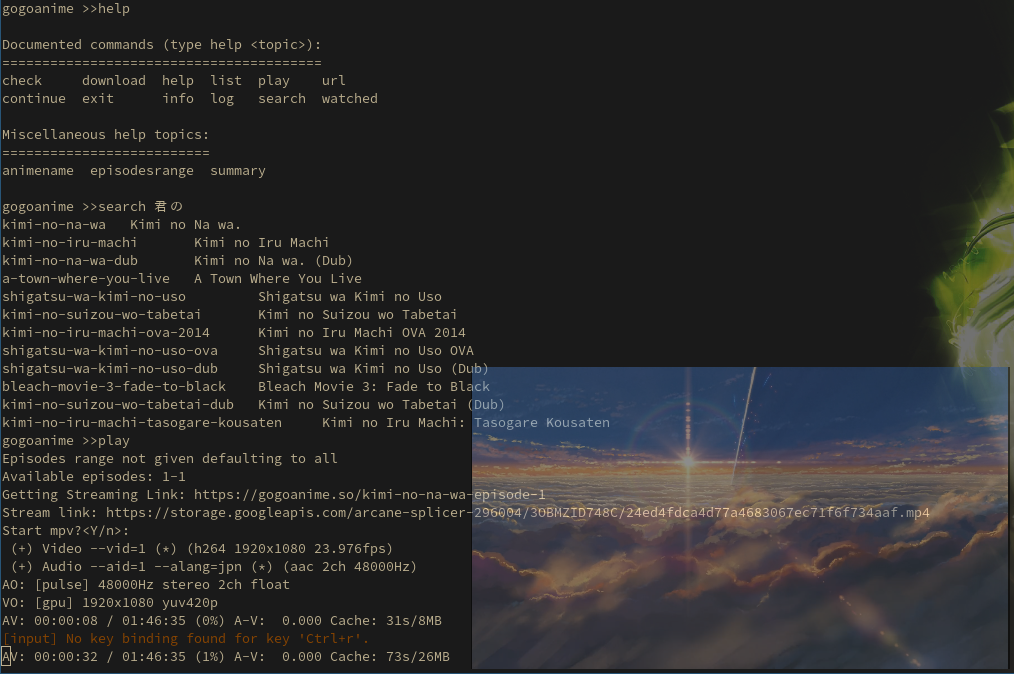 gogoanime >>help
Documented commands (type help <topic>):
========================================
check     download  help  list  play    url
continue  exit      info  log   search  watched
Miscellaneous help topics:
==========================
animename  episodesrange  summary
gogoanime >>search 君の
kimi-no-na-wa   Kimi no Na wa.
kimi-no-iru-machi       Kimi no Iru Machi
kimi-no-na-wa-dub       Kimi no Na wa. (Dub)
a-town-where-you-live   A Town Where You Live
shigatsu-wa-kimi-no-uso         Shigatsu wa Kimi no Uso
kimi-no-suizou-wo-tabetai       Kimi no Suizou wo Tabetai
kimi-no-iru-machi-ova-2014      Kimi no Iru Machi OVA 2014
shigatsu-wa-kimi-no-uso-ova     Shigatsu wa Kimi no Uso OVA
shigatsu-wa-kimi-no-uso-dub     Shigatsu wa Kimi no Uso (Dub)
bleach-movie-3-fade-to-black    Bleach Movie 3: Fade to Black
kimi-no-suizou-wo-tabetai-dub   Kimi no Suizou wo Tabetai (Dub)
kimi-no-iru-machi-tasogare-kousaten     Kimi no Iru Machi: Tasogare Kousaten
gogoanime >>play
Episodes range not given defaulting to all
Available episodes: 1-1
Getting Streaming Link: https://gogoanime.so/kimi-no-na-wa-episode-1
Stream link: https://storage.googleapis.com/arcane-splicer-296004/3OBMZID748C/24ed4fdca4d77a4683067ec71f6f734aaf.mp4
Start mpv?<Y/n>:
 (+) Video --vid=1 (*) (h264 1920x1080 23.976fps)
 (+) Audio --aid=1 --alang=jpn (*) (aac 2ch 48000Hz)
AO: [pulse] 48000Hz stereo 2ch float
VO: [gpu] 1920x1080 yuv420p
AV: 00:00:08 / 01:46:35 (0%) A-V:  0.000 Cache: 31s/8MB
[input] No key binding found for key 'Ctrl+r'.
AV: 00:00:32 / 01:46:35 (1%) A-V:  0.000 Cache: 73s/26MB